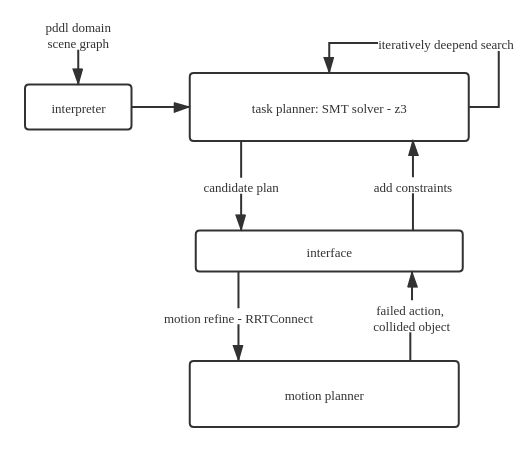 pddl domain
scene graph
iteratively deepend search
interpreter
task planner: SMT solver - z3
candidate plan
add constraints
interface
failed action,
collided object
motion refine - RRTConnect
motion planner